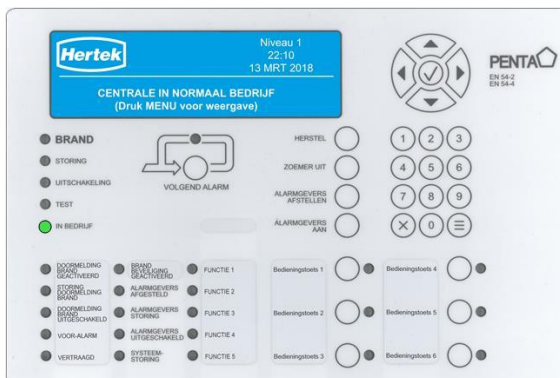 Hertek
Niveau 1
22:10
13 MRT 2018
CENTRALE IN NORMAAL BEDRIJF
(Druk MENU voor weergave)
PENTA
EN 54-2
EN 54-4
BRAND
STORING
UITSCHAKELING
TEST
IN BEDRIJF
VOLGEND ALARM
HERSTEL
ZOEMER UIT
ALARMGEVERS
AFSTELLEN
ALARMGEVERS
AAN
1 2 3
4 5 6
7 8 9
0
DOORMELDING
BRAND
GEACTIVEERD
STORING
DOORMELDING
BRAND
DOORMELDING
BRAND
UITGESCHAKELD
VOOR-ALARM
VERTRAAGD
BRAND
BEVEILIGING
GEACTIVEERD
ALARMGEVERS
AFGESTELD
ALARMGEVERS
STORING
ALARMGEVERS
UITGESCHAKELD
SYSTEEM-
STORING
FUNCTIE 1
FUNCTIE 2
FUNCTIE 3
FUNCTIE 4
FUNCTIE 5
Bedieningstoets 1
Bedieningstoets 2
Bedieningstoets 3
Bedieningstoets 4
Bedieningstoets 5
Bedieningstoets 6